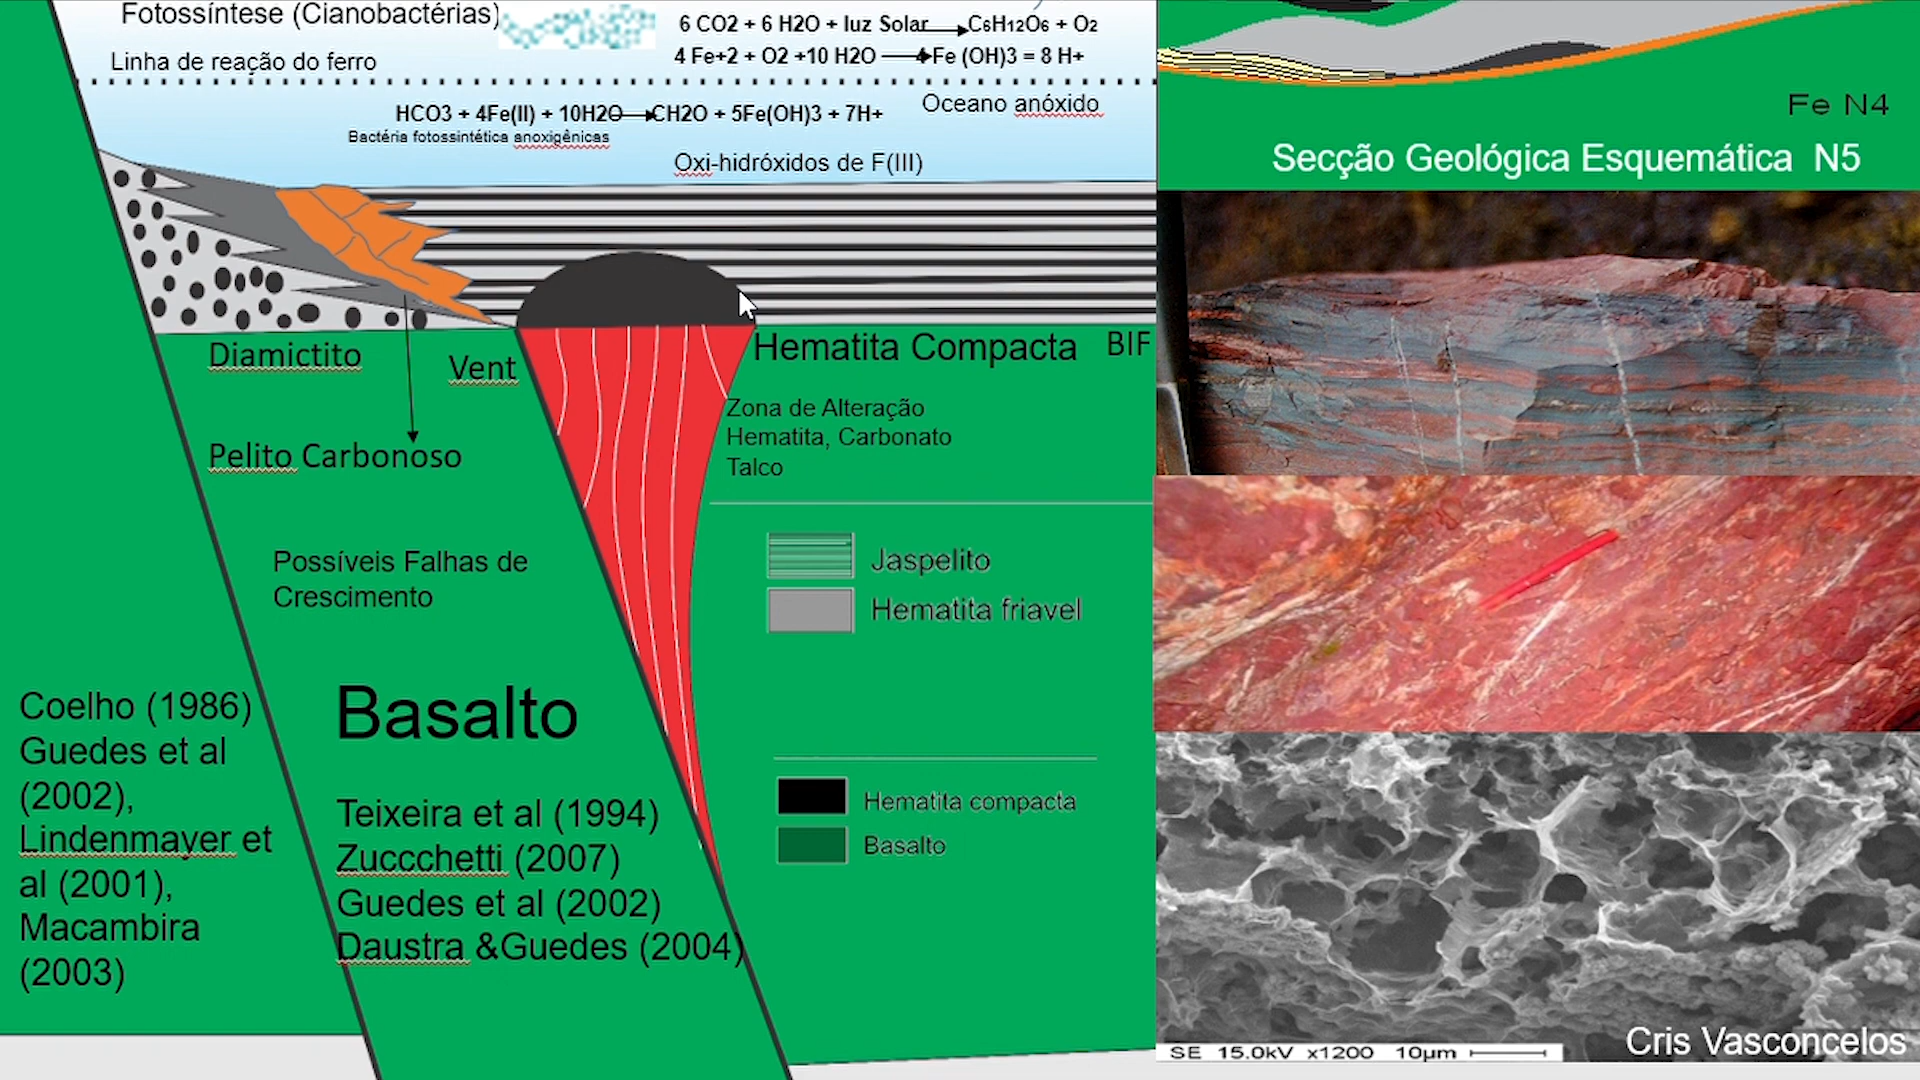 Fotossíntese (Cianobactérias)
6 CO2 + 6 H2O + luz Solar C6H12O6 + O2
4 Fe+2 + O2 +10 H2O 4 Fe (OH)3 = 8 H+
Linha de reação do ferro
Oceano anóxido
HCO3 + 4Fe(II) + 10H2O CH2O + 5Fe(OH)3 + 7H+
Bactéria fotossintética anoxigênicas
Oxi-hidróxidos de F(III)
Diamictito
Vent
Hematita Compacta
BIF
Pelito Carbonoso
Zona de Alteração
Hematita, Carbonato
Talco
Possíveis Falhas de
Crescimento
Jaspelito
Hematita friavel
Basalto
Coelho (1986)
Guedes et al
(2002),
Lindenmayer et
al (2001),
Macambira
(2003)
Teixeira et al (1994)
Zuccchetti (2007)
Guedes et al (2002)
Daustra &Guedes (2004)
Hematita compacta
Basalto
Fe N4
Secção Geológica Esquemática N5
Cris Vasconcelos
SE 15.0kV x1200 10µm